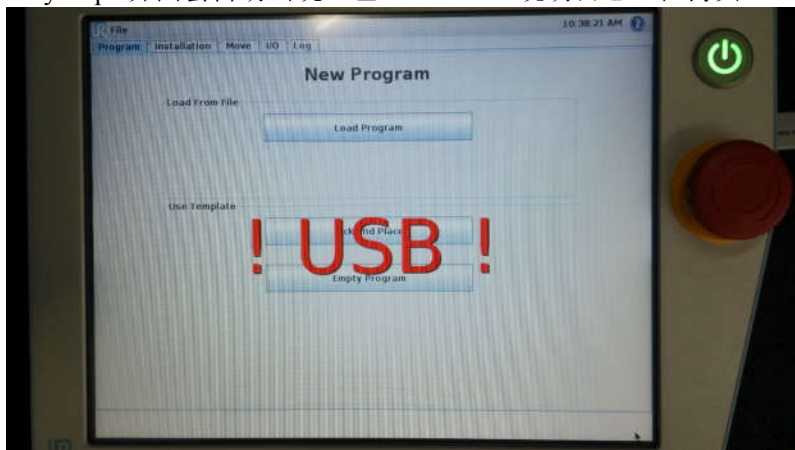 File
10:38:21 AM
Program Installation Move I/O Log
New Program
Load From File
Load Program
Use Template
! USB !
Empty Program